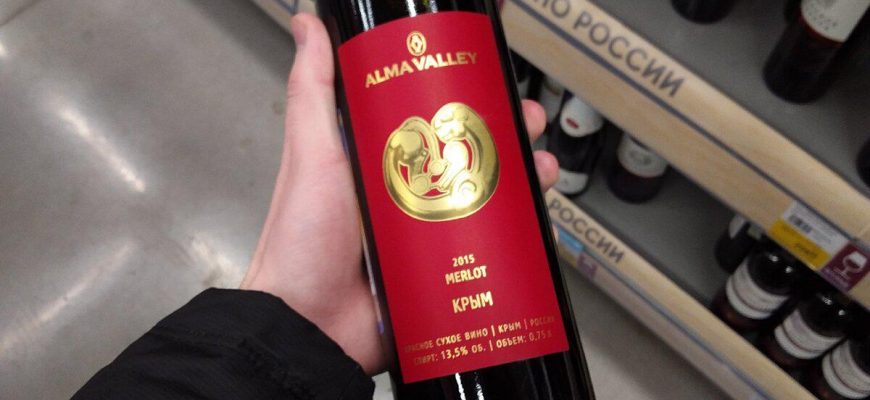 ALMA VALLEY
2015
MERLOT
КРЫМ
КРАСНОЕ СУХОЕ ВИНО | КРЫМ | РОССИЯ
СПИРТ: 13,5% ОБ. | ОБЪЕМ: 0,75 Л
НО РОССИИ
РОССИИ